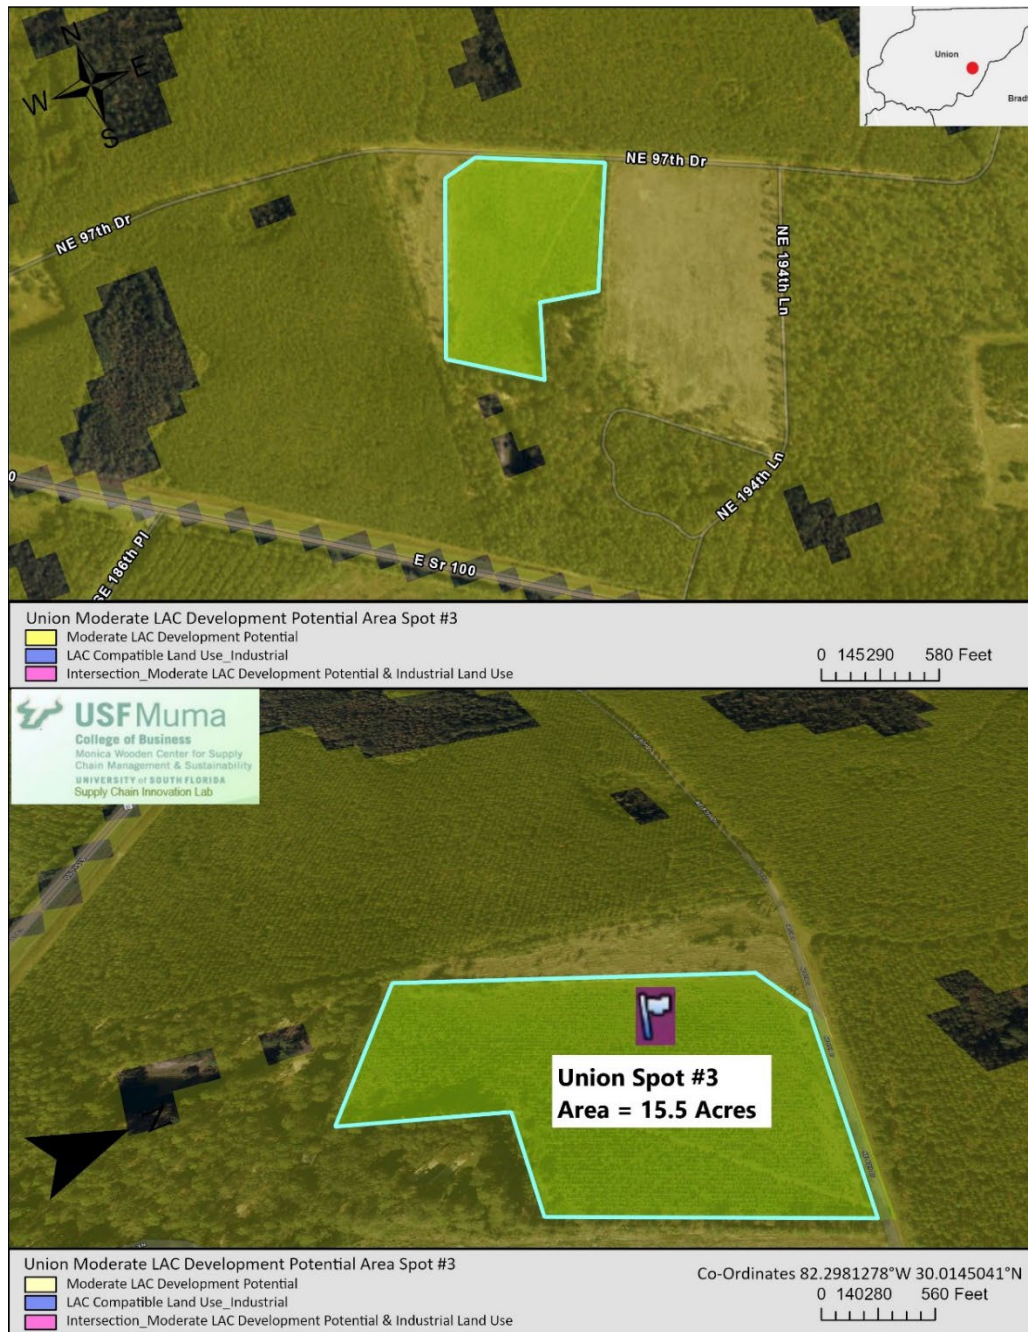 N
E
W
S
Union
Bradf
NE 97th Dr
NE 97th Dr
NE 194th Ln
NE 194th Ln
0
E Sr 100
SE 186th Pl
Union Moderate LAC Development Potential Area Spot #3
Moderate LAC Development Potential
LAC Compatible Land Use_Industrial
Intersection_Moderate LAC Development Potential & Industrial Land Use
0 145290 580 Feet
USF Muma
College of Business
Monica Wooden Center for Supply
Chain Management & Sustainability
UNIVERSITY of SOUTH FLORIDA
Supply Chain Innovation Lab
Union Spot #3
Area = 15.5 Acres
Union Moderate LAC Development Potential Area Spot #3
Moderate LAC Development Potential
LAC Compatible Land Use_Industrial
Intersection_Moderate LAC Development Potential & Industrial Land Use
Co-Ordinates 82.2981278°W 30.0145041°N
0 140280 560 Feet